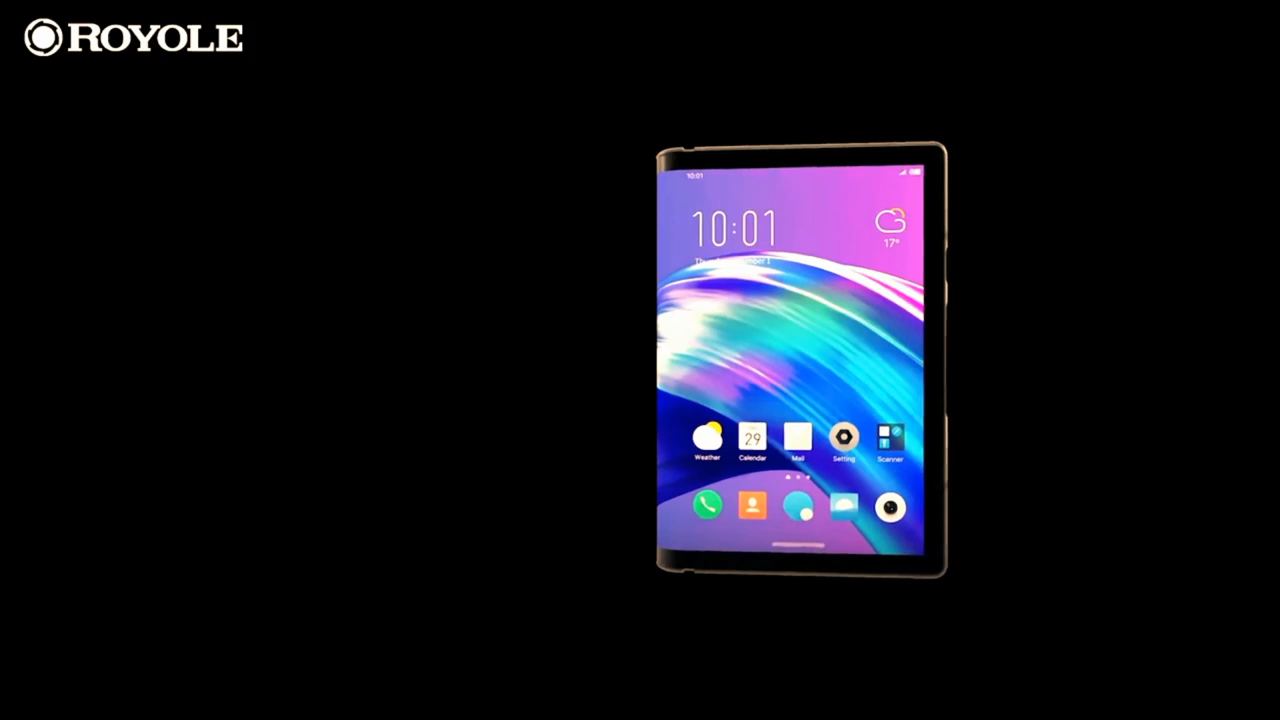 ROYOLE
10:01
10:01
17°
29
Weather
Calendar
Mail
Setting
Scanner